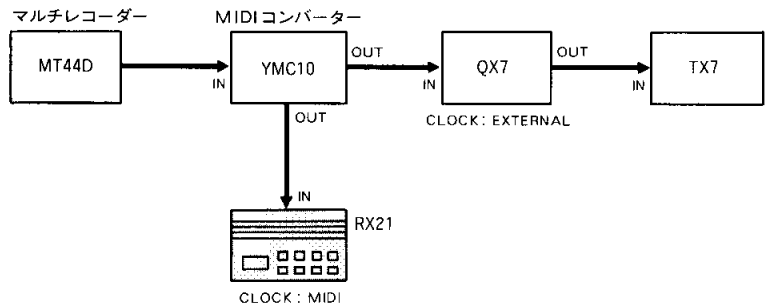 マルチレコーダー
MIDIコンバーター
MT44D
IN
YMC10
OUT
IN
QX7
OUT
IN
TX7
CLOCK: EXTERNAL
OUT
IN
RX21
CLOCK: MIDI